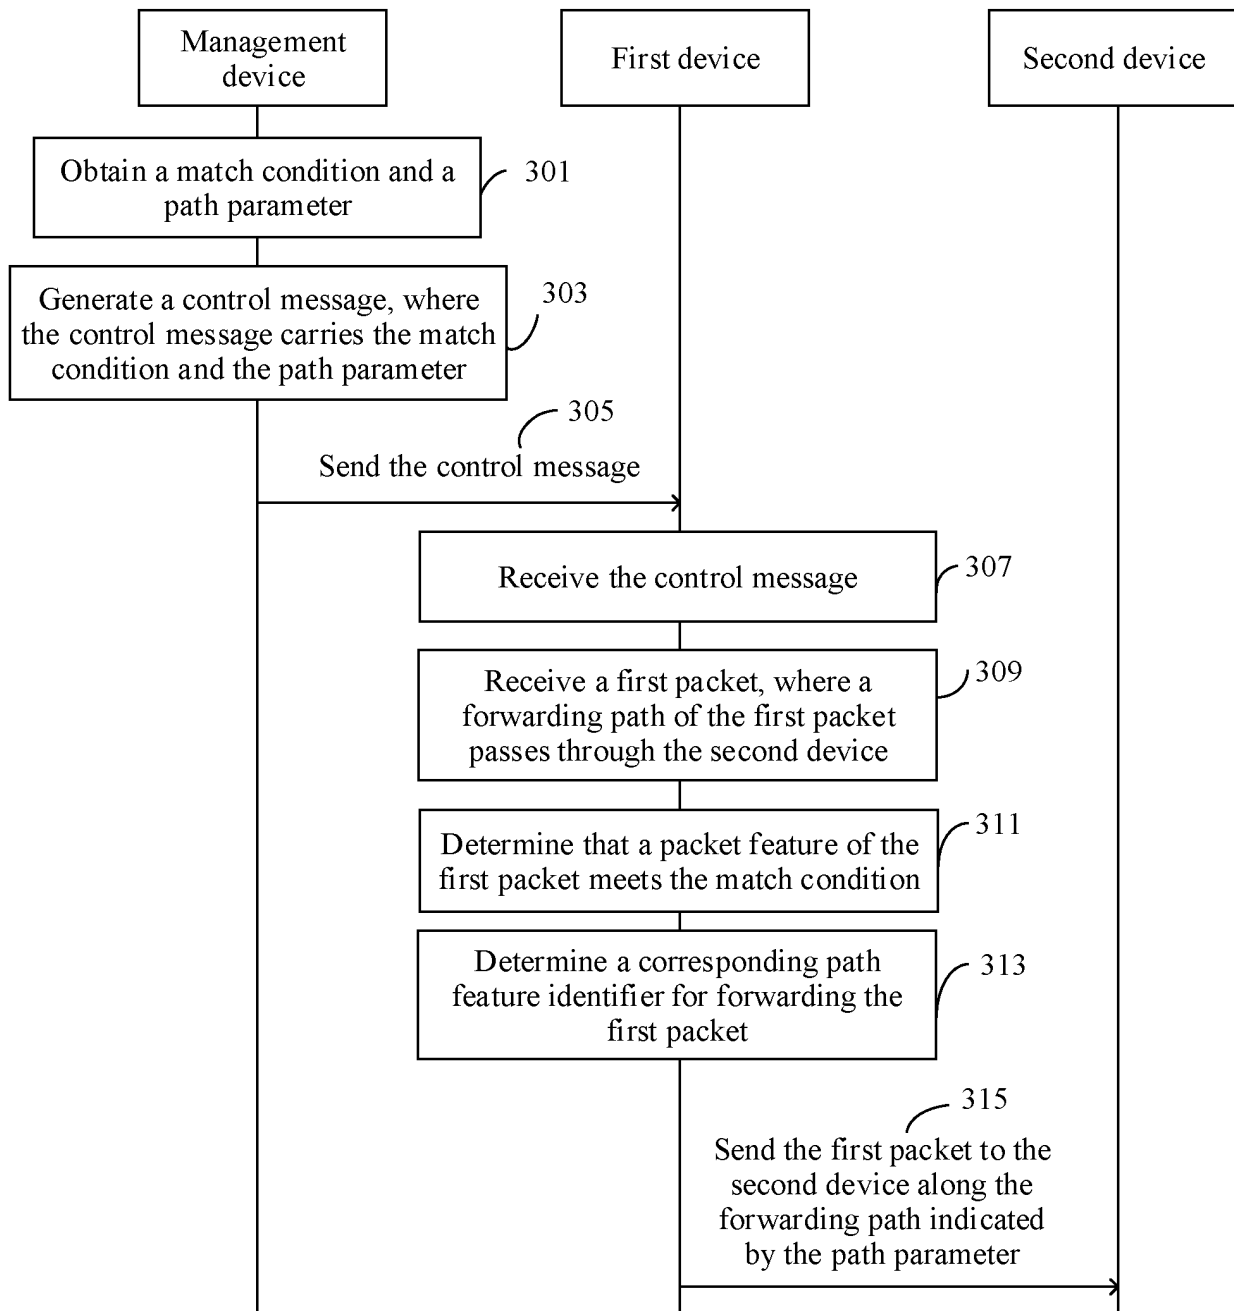 Management
device
First device
Second device
Obtain a match condition and a
path parameter
301
Generate a control message, where
the control message carries the match
condition and the path parameter
303
305
Send the control message
Receive the control message
307
Receive a first packet, where a
forwarding path of the first packet
passes through the second device
309
Determine that a packet feature of the
first packet meets the match condition
311
Determine a corresponding path
feature identifier for forwarding the
first packet
313
315
Send the first packet to the
second device along the
forwarding path indicated
by the path parameter